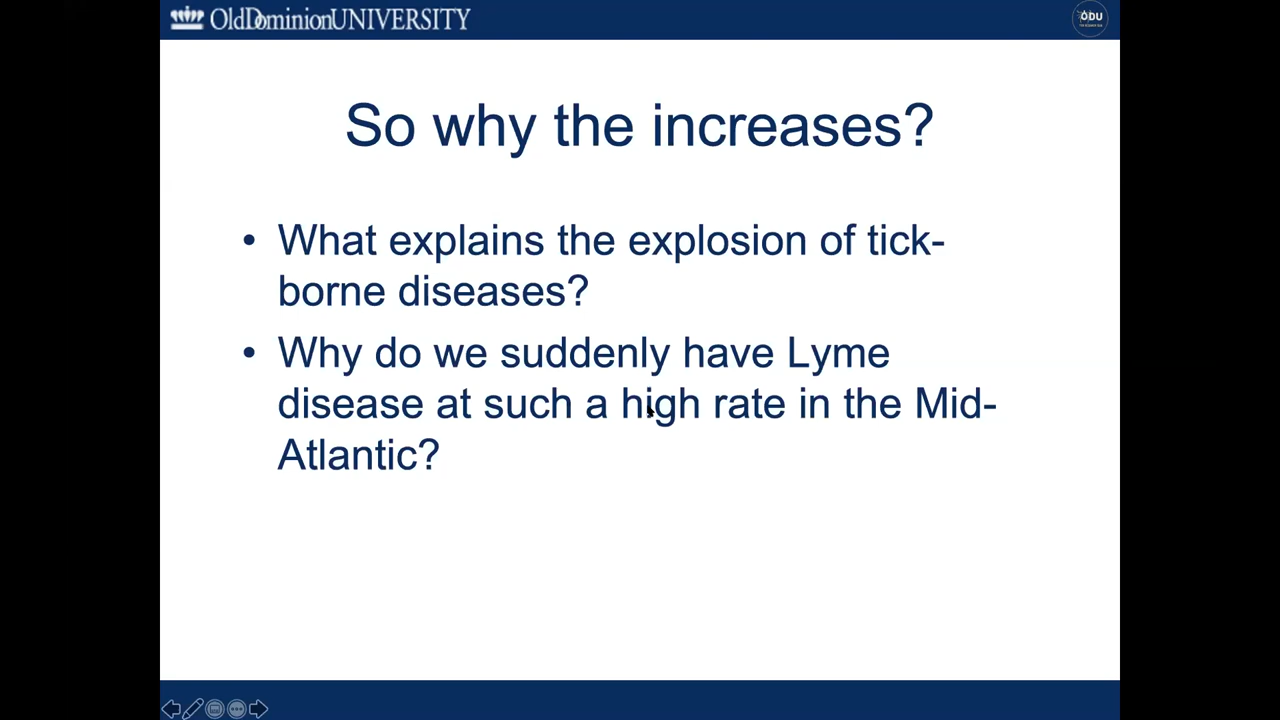 OldDominionUNIVERSITY
ODU
So why the increases?
• What explains the explosion of tick-
borne diseases?
• Why do we suddenly have Lyme
disease at such a high rate in the Mid-
Atlantic?